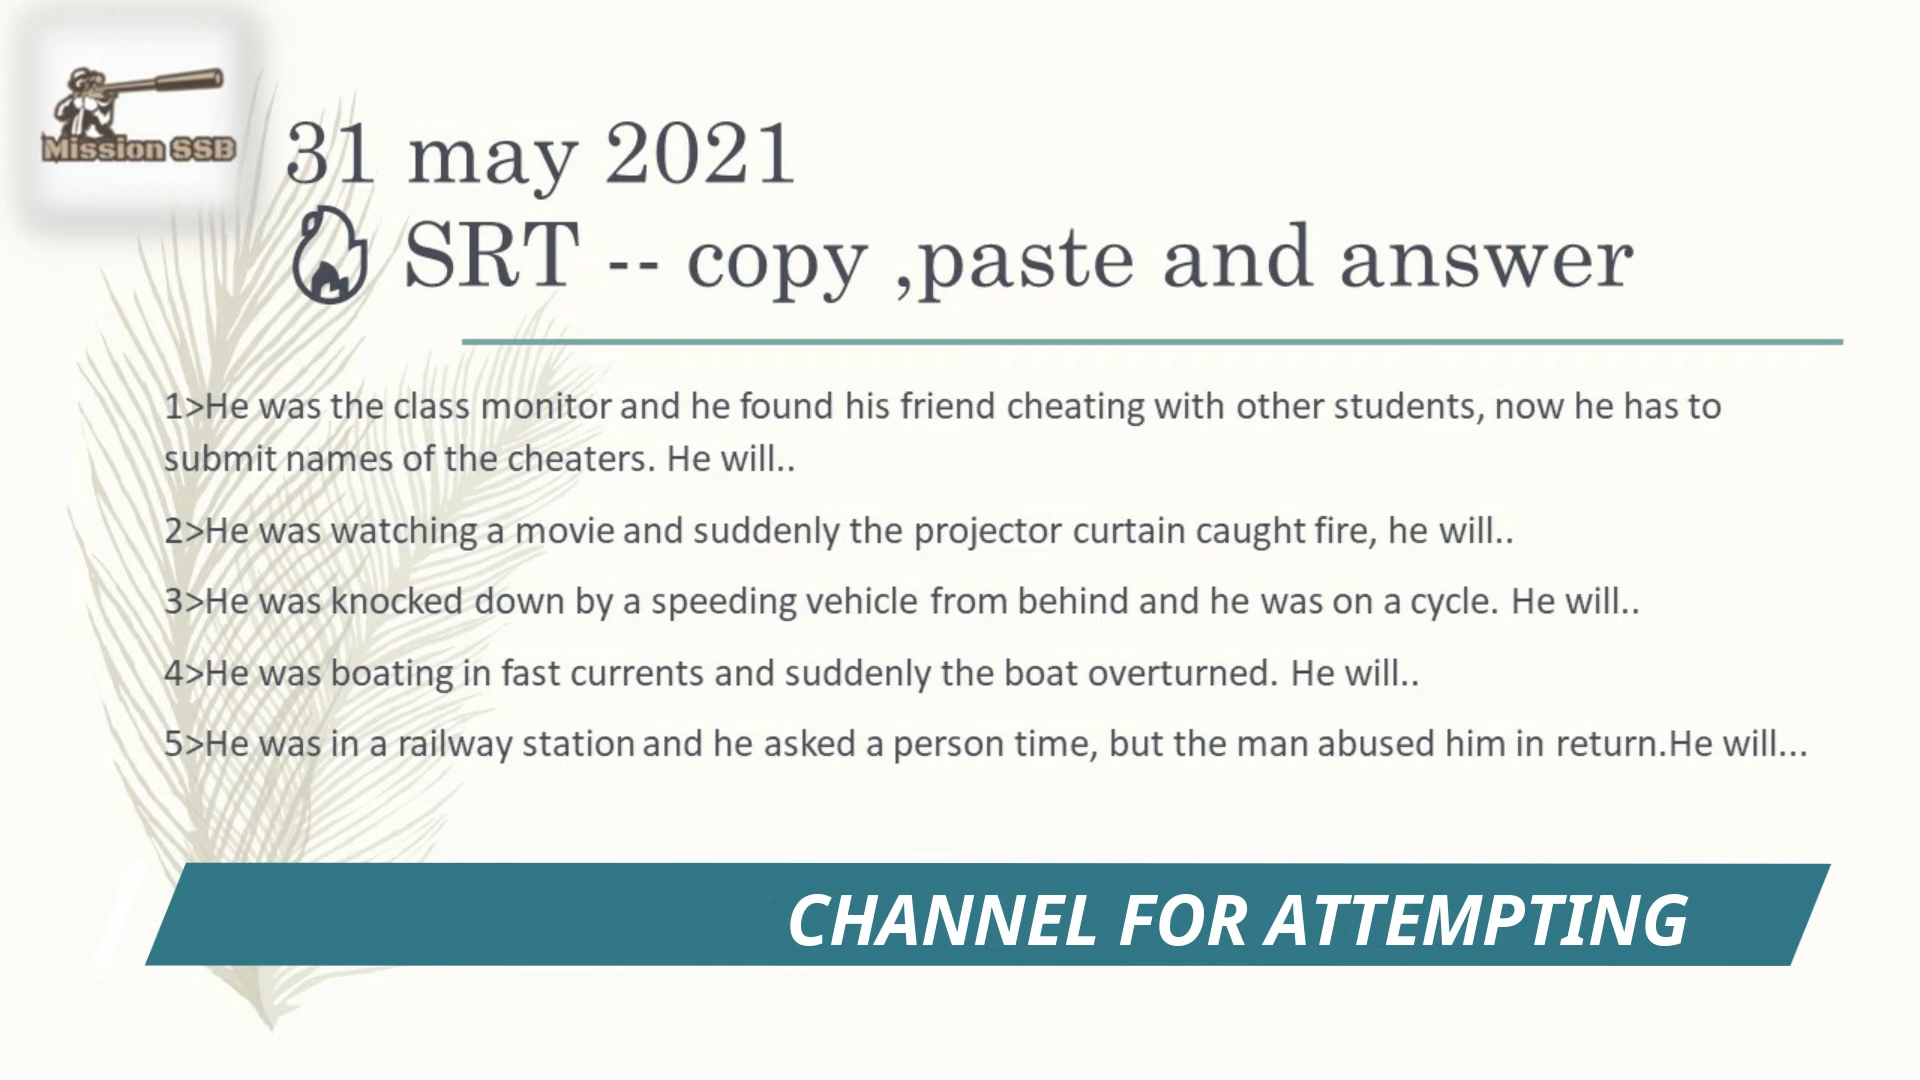 Mission SSB
31 may 2021
SRT -- copy ,paste and answer
1>He was the class monitor and he found his friend cheating with other students, now he has to
submit names of the cheaters. He will..
2>He was watching a movie and suddenly the projector curtain caught fire, he will..
3>He was knocked down by a speeding vehicle from behind and he was on a cycle. He will..
4>He was boating in fast currents and suddenly the boat overturned. He will..
5>He was in a railway station and he asked a person time, but the man abused him in return.He will...
CHANNEL FOR ATTEMPTING